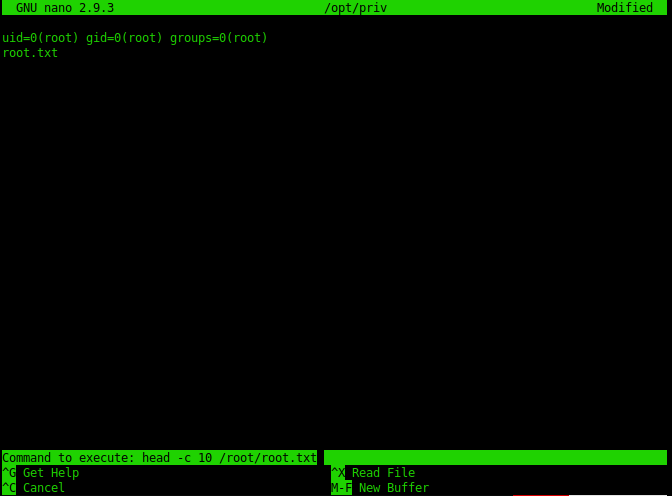 GNU nano 2.9.3 /opt/priv Modified
uid=0(root) gid=0(root) groups=0(root)
root.txt
Command to execute: head -c 10 /root/root.txt
^G Get Help ^X Read File
^C Cancel M-F New Buffer